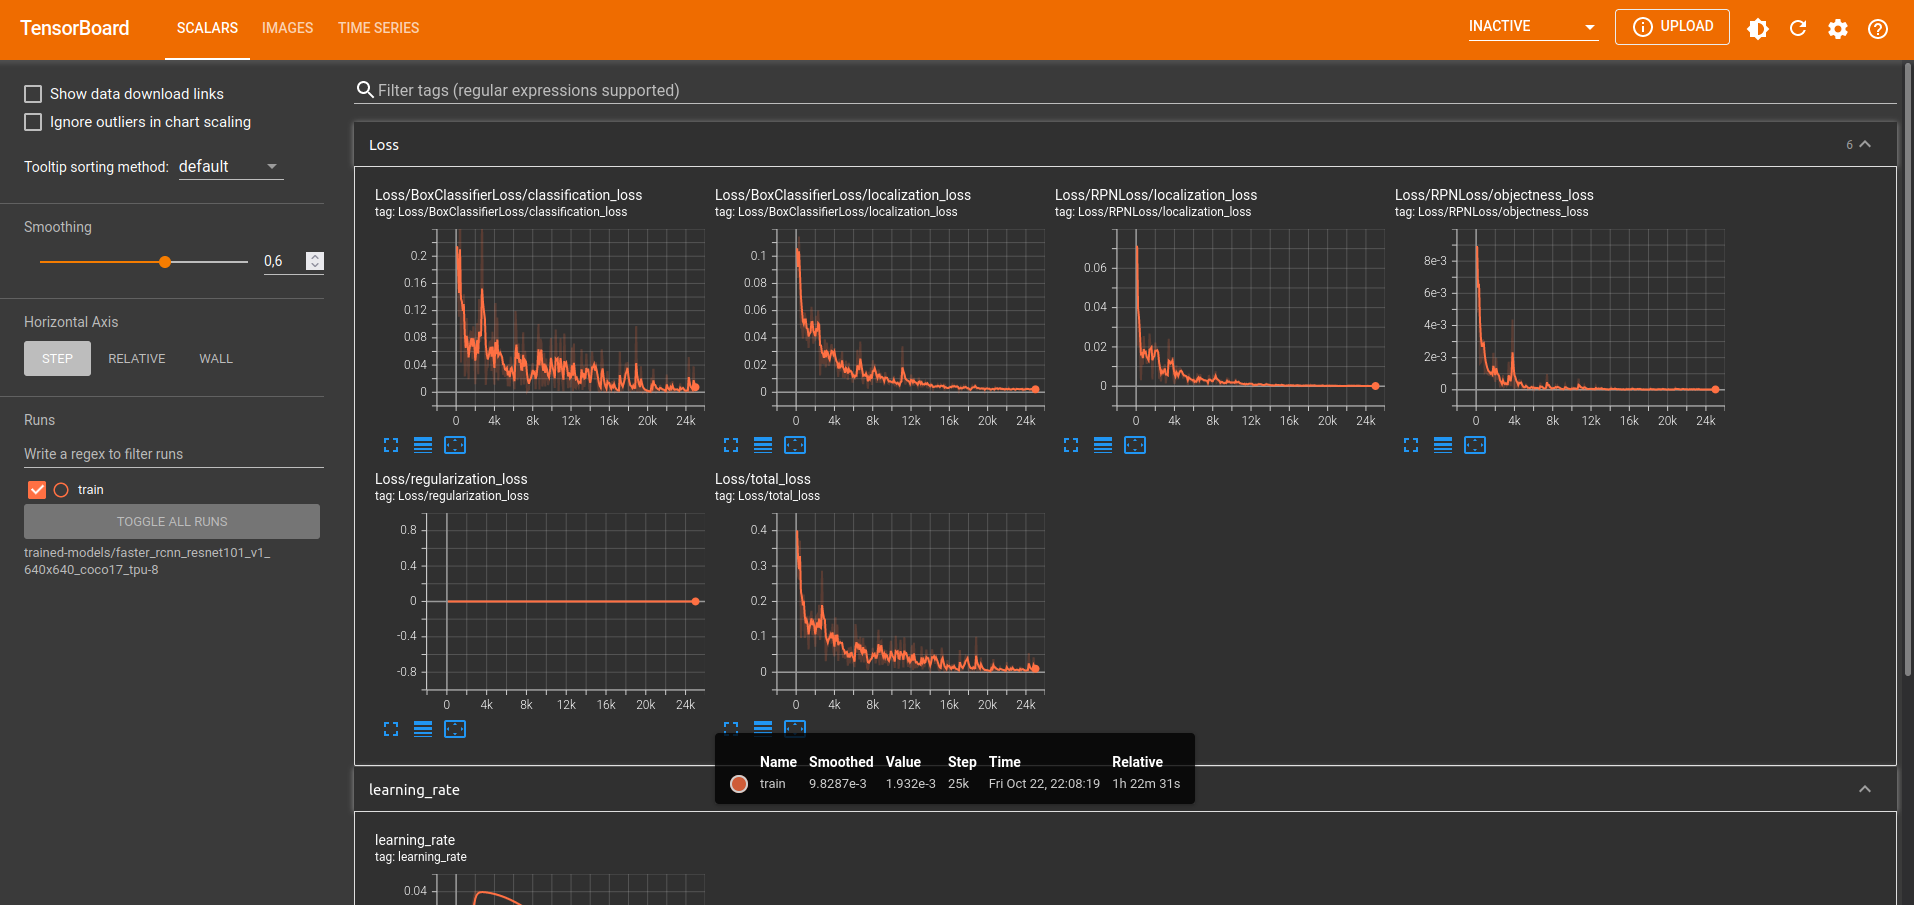 TensorBoard
SCALARS IMAGES TIME SERIES
INACTIVE
UPLOAD
Show data download links
Ignore outliers in chart scaling
Tooltip sorting method: default
Smoothing
0,6
Horizontal Axis
STEP RELATIVE WALL
Runs
Write a regex to filter runs
train
TOGGLE ALL RUNS
trained-models/faster_rcnn_resnet101_v1_
640x640_coco17_tpu-8
Filter tags (regular expressions supported)
Loss
6
Loss/BoxClassifierLoss/classification_loss
tag: Loss/BoxClassifierLoss/classification_loss
0.2
0.16
0.12
0.08
0.04
0
0 4k 8k 12k 16k 20k 24k
Loss/BoxClassifierLoss/localization_loss
tag: Loss/BoxClassifierLoss/localization_loss
0.1
0.08
0.06
0.04
0.02
0
0 4k 8k 12k 16k 20k 24k
Loss/RPNLoss/localization_loss
tag: Loss/RPNLoss/localization_loss
0.06
0.04
0.02
0
0 4k 8k 12k 16k 20k 24k
Loss/RPNLoss/objectness_loss
tag: Loss/RPNLoss/objectness_loss
8e-3
6e-3
4e-3
2e-3
0
0 4k 8k 12k 16k 20k 24k
Loss/regularization_loss
tag: Loss/regularization_loss
0.8
0.4
0
-0.4
-0.8
0 4k 8k 12k 16k 20k 24k
Loss/total_loss
tag: Loss/total_loss
0.4
0.3
0.2
0.1
0
0 4k 8k 12k 16k 20k 24k
Name Smoothed Value Step Time Relative
train 9.8287e-3 1.932e-3 25k Fri Oct 22, 22:08:19 1h 22m 31s
learning_rate
learning_rate
tag: learning_rate
0.04